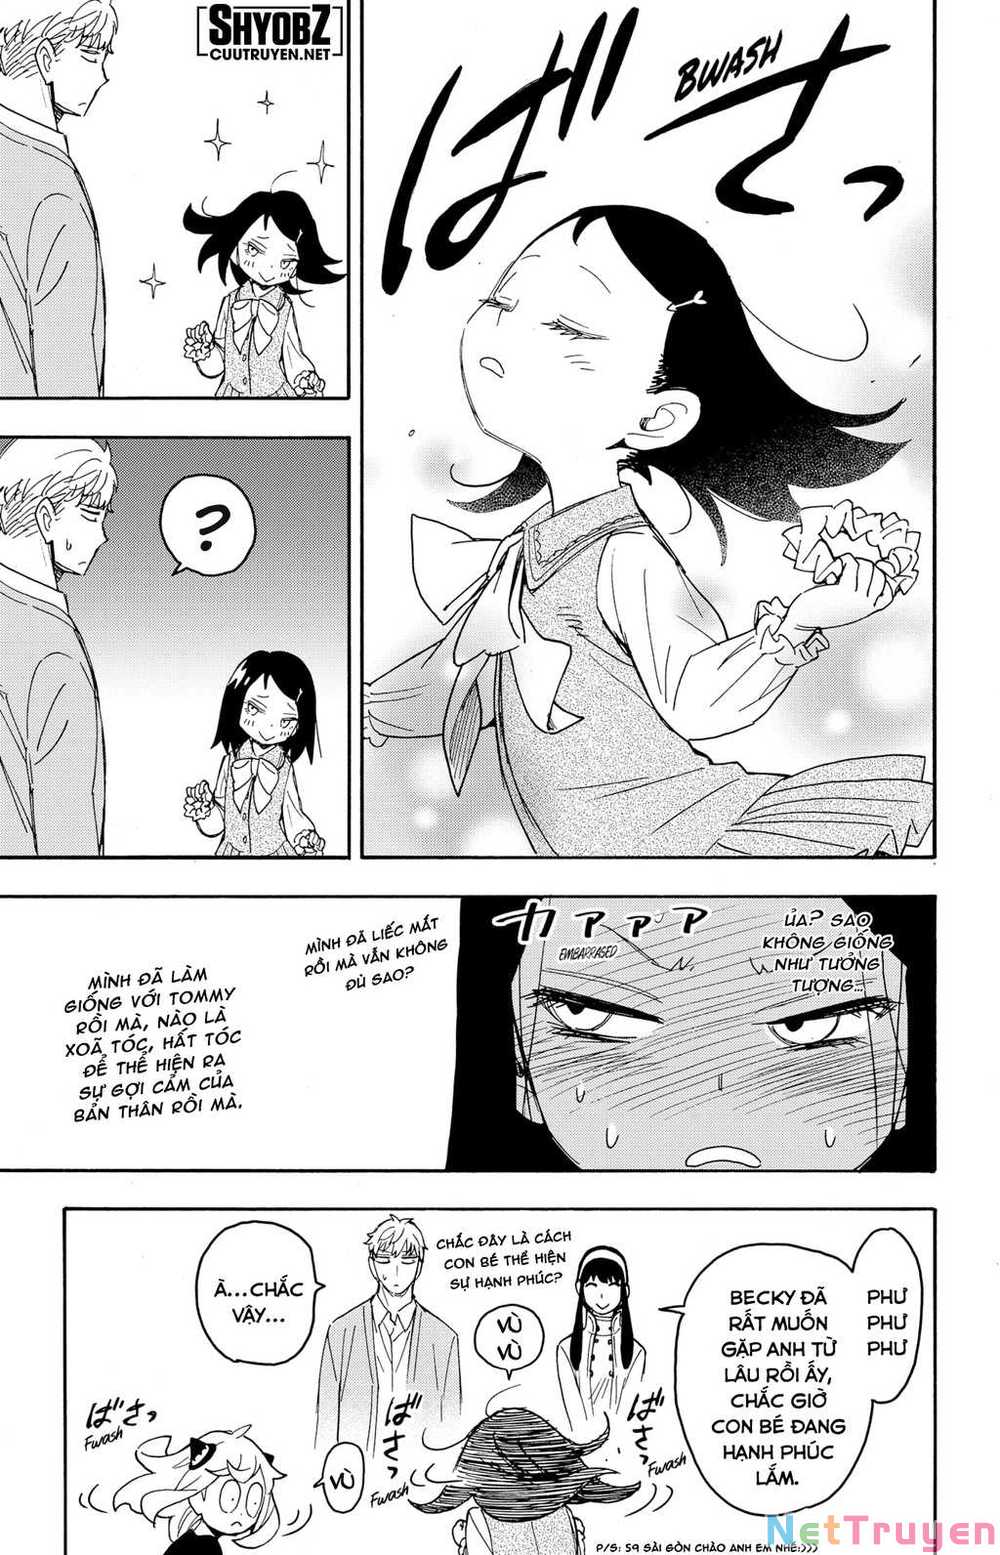 SHYOBZ
CUUTRUYEN.NET
ばさっ
BWASH
?
ỦA? SAO
KHÔNG GIỐNG
NHƯ TƯỞNG
TƯỢNG...
カァァァ
EMBARRASED
MÌNH ĐÃ LIẾC MẮT
RỒI MÀ VẪN KHÔNG
ĐỦ SAO?
MÌNH ĐÃ LÀM
GIỐNG VỚI TOMMY
RỒI MÀ, NÀO LÀ
XOÃ TÓC, HẤT TÓC
ĐỂ THỂ HIỆN RA
SỰ GỢI CẢM CỦA
BẢN THÂN RỒI MÀ.
PHƯ
PHƯ
PHƯ
BECKY ĐÃ
RẤT MUỐN
GẶP ANH TỪ
LÂU RỒI ẤY,
CHẮC GIỜ
CON BÉ ĐANG
HẠNH PHÚC
LẮM.
CHẮC ĐÂY LÀ CÁCH
CON BÉ THỂ HIỆN
SỰ HẠNH PHÚC?
À...CHẮC
VẬY...
VÙ
VÙ
ばさっ
Fwash
ばさっ
Fwash
VÙ
ばさっ
Fwash
P/S: 59 SÀI GÒN CHÀO ANH EM NHÉ:)))
NetTruyen